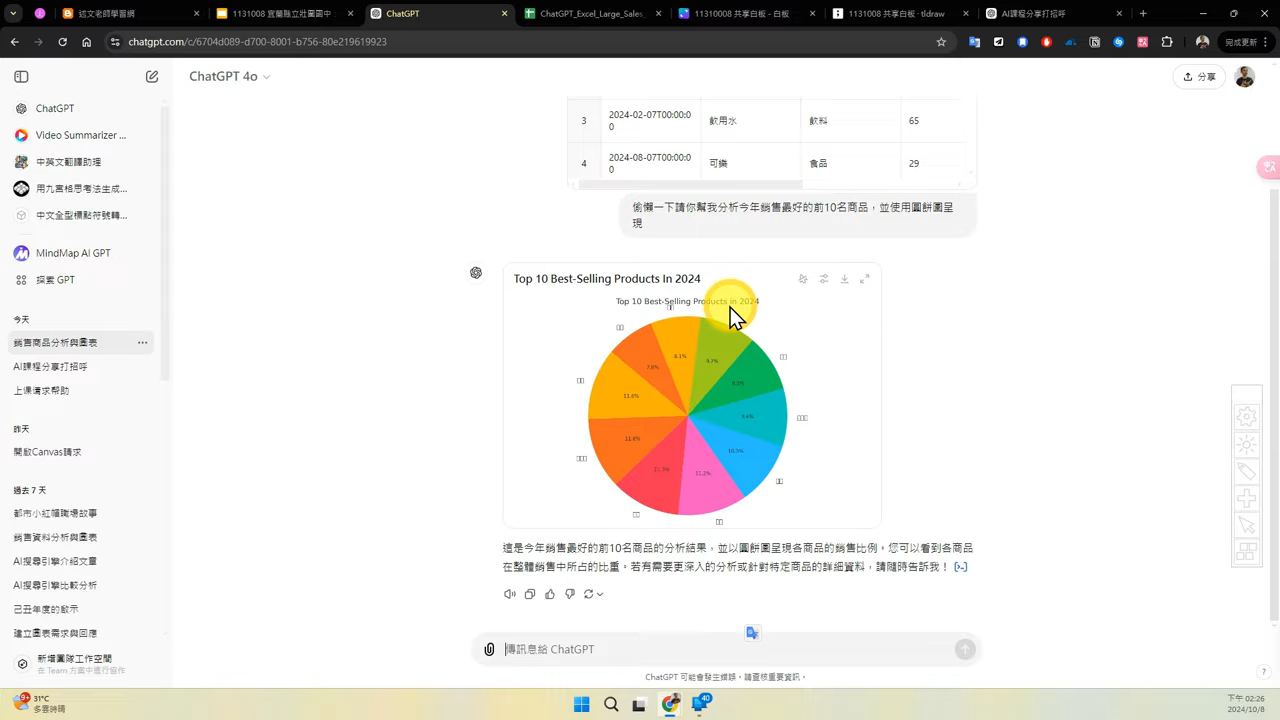 述文老師學習網
1131008 宜蘭縣立壯圍國中
ChatGPT
ChatGPT_Excel_Large_Sales_
1131008 共享白板 - 白板
1131008 共享白板 - tldraw
AI課程分享打招呼
chatgpt.com/c/6704d089-d700-8001-b756-80e219619923
完成更新
ChatGPT 4o
分享
ChatGPT
Video Summarizer ...
中英文翻譯助理
用九宮格思考法生成...
中文全型標點符號轉...
MindMap AI GPT
探索 GPT
今天
銷售商品分析與圖表
AI課程分享打招呼
上課請求幫助
昨天
開啟Canvas請求
過去 7 天
都市小紅帽職場故事
銷售資料分析與圖表
AI搜尋引擎介紹文章
AI搜尋引擎比較分析
己丑年度的啟示
建立圖表需求與回應
新增團隊工作空間
在 Team 方案中進行協作
3 2024-02-07T00:00:0
0 飲用水 飲料 65
4 2024-08-07T00:00:0
0 可樂 食品 29
偷懶一下請你幫我分析今年銷售最好的前10名商品，並使用圓餅圖呈
現
Top 10 Best-Selling Products In 2024
Top 10 Best-Selling Products in 2024
8.1%
7.8%
11.6%
11.2%
這是今年銷售最好的前10名商品的分析結果，並以圓餅圖呈現各商品的銷售比例。您可以看到各商品
在整體銷售中所占的比重。若有需要更深入的分析或針對特定商品的詳細資料，請隨時告訴我！ [>-]
傳訊息給 ChatGPT
ChatGPT 可能會發生錯誤。請查核重要資訊。
?
31°C
多雲時晴
40
下午 02:26
2024/10/8